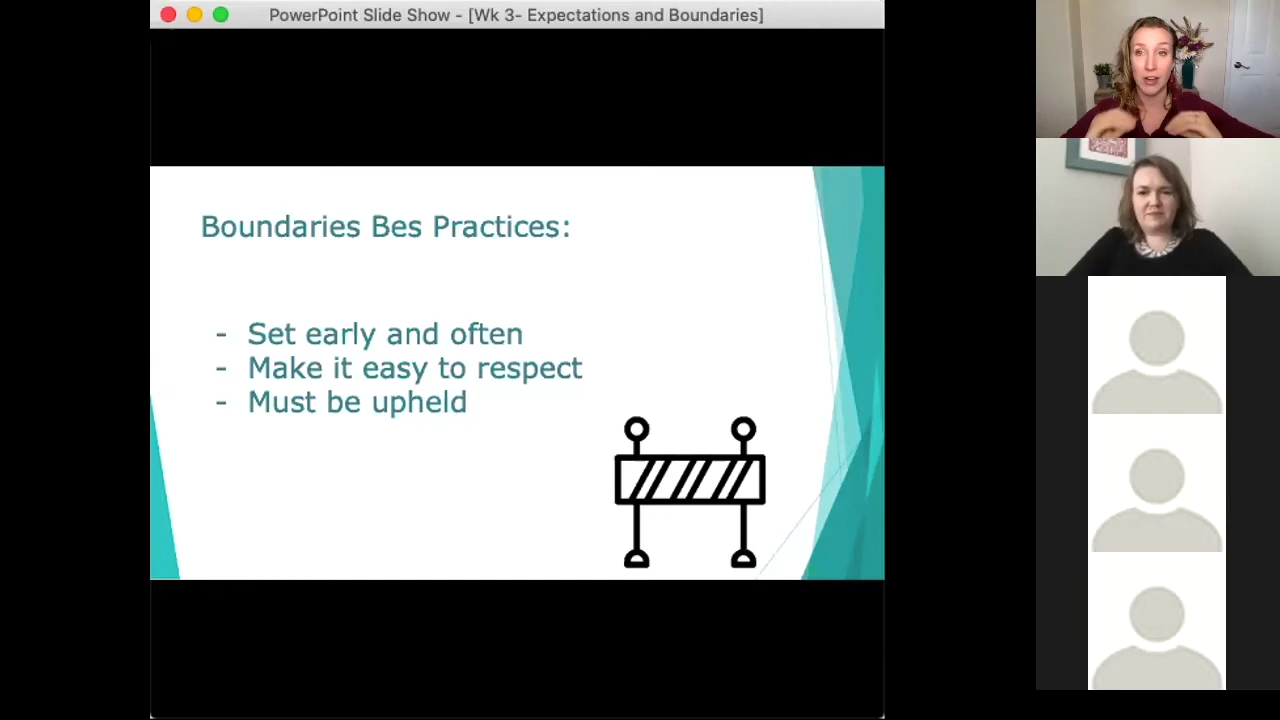 PowerPoint Slide Show - [Wk 3- Expectations and Boundaries]
Boundaries Bes Practices:
- Set early and often
- Make it easy to respect
- Must be upheld